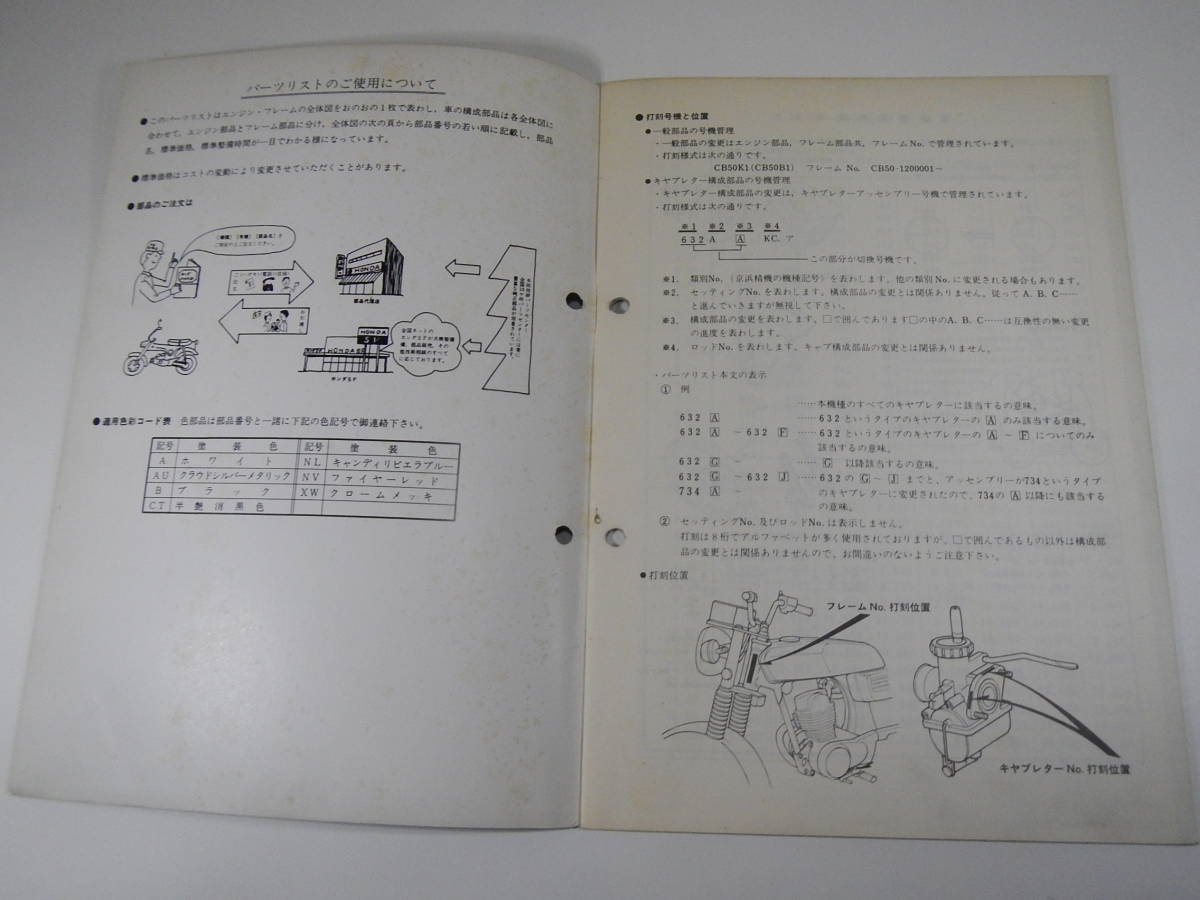 パーツリストのご使用について
●このパーツリストはエンジン・フレームの全体図をおのおの1枚で表わし，車の構成部品は各全体図に
合わせて，エンジン部品とフレーム部品に分け，全体図の次の頁から部品番号の若い順に記載し，部品
名，標準価格，標準整備時間が一目でわかる様になっています。
●標準価格はコストの変動により変更させていただくことがあります。
●部品のご注文は
HONDA
部品代理店
HONDA
SF
ホンダSF
全国ネットの
●適用色彩コード表 色部品は部品番号と一緒に下記の色記号で御連絡下さい。
記号 塗装色 記号 塗装色
A ホワイト NL キャンディリビエラブルー
AU クラウドシルバーメタリック NV ファイヤーレッド
B ブラック XW クロームメッキ
CT 半艶消黒色
●打刻号機と位置
●一般部品の号機管理
・一般部品の変更はエンジン部品，フレーム部品共，フレームNo.で管理されています。
・打刻様式は次の通りです。
CB50K1(CB50B1) フレームNo. CB50-1200001～
●キヤブレター構成部品の号機管理
・キヤブレター構成部品の変更は，キヤブレターアッセンブリー号機で管理されています。
・打刻様式は次の通りです。
※1 ※2 ※3 ※4
632 A A KC. ア
この部分が切換号機です。
※1. 類別No.（京浜精機の機種記号）を表わします。他の類別No.に変更される場合もあります。
※2. セッティングNo.を表わします。構成部品の変更とは関係ありません。従ってA. B. C……
と進んでいきますが無視して下さい。
※3. 構成部品の変更を表わします。□で囲んであります□の中のA. B. C……は互換性の無い変更
の進度を表わします。
※4. ロッドNo.を表わします。キャブ構成部品の変更とは関係ありません。
・パーツリスト本文の表示
① 例
……本機種のすべてのキヤブレターに該当するの意味。
632 A ……632というタイプのキヤブレターの A のみ該当する意味。
632 A ～632 F ……632というタイプのキヤブレターの A ～ F についてのみ
該当するの意味。
632 G ～ …… G 以降該当するの意味。
632 G ～632 J ……632の G ～ J までと，アッセンブリーが734というタイプ
734 A ～ のキヤブレターに変更されたので，734の A 以降にも該当する
の意味。
② セッティングNo.及びロッドNo.は表示しません。
打刻は8桁でアルファベットが多く使用されておりますが，□で囲んであるもの以外は構成部
品の変更とは関係ありませんので，お間違いのないようご注意下さい。
●打刻位置
フレームNo.打刻位置
キヤブレターNo.打刻位置